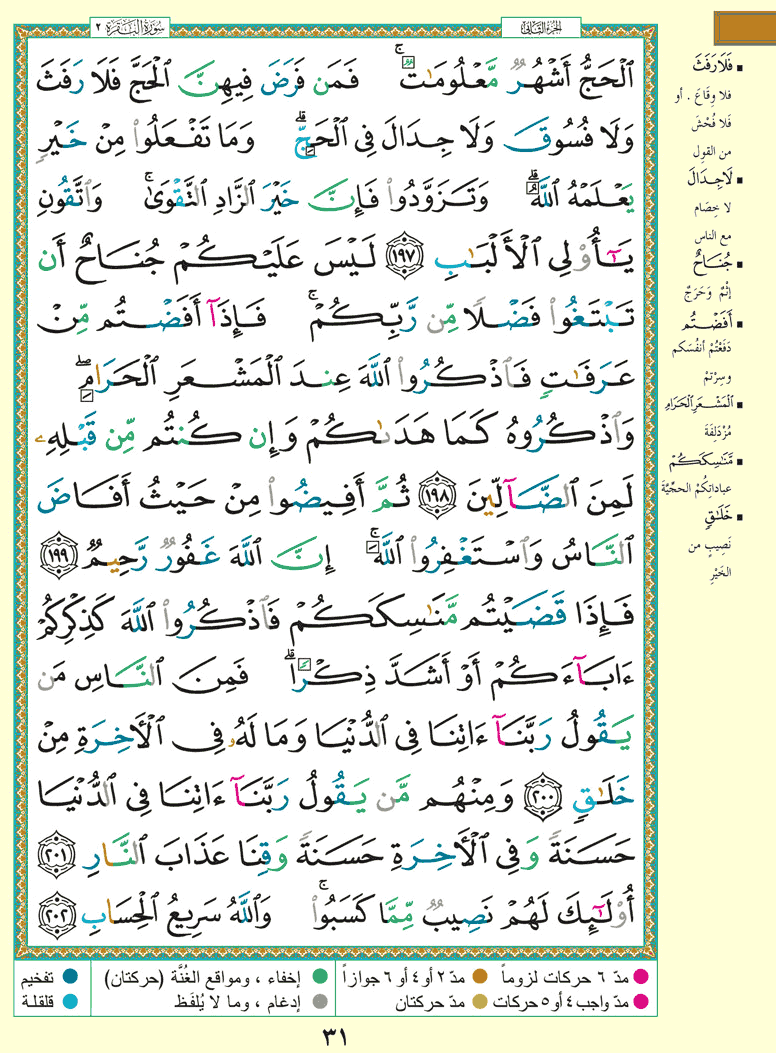 سُورَةُ البَقَرَةِ ٢
الجُزءُ الثَّانِي
ٱلْحَجُّ أَشْهُرٌ مَّعْلُومَٰتٌ ۚ فَمَن فَرَضَ فِيهِنَّ ٱلْحَجَّ فَلَا رَفَثَ
وَلَا فُسُوقَ وَلَا جِدَالَ فِى ٱلْحَجِّ ۗ وَمَا تَفْعَلُوا۟ مِنْ خَيْرٍ
يَعْلَمْهُ ٱللَّهُ ۗ وَتَزَوَّدُوا۟ فَإِنَّ خَيْرَ ٱلزَّادِ ٱلتَّقْوَىٰ ۚ وَٱتَّقُونِ
يَٰٓأُو۟لِى ٱلْأَلْبَٰبِ ١٩٧ لَيْسَ عَلَيْكُمْ جُنَاحٌ أَن
تَبْتَغُوا۟ فَضْلًا مِّن رَّبِّكُمْ ۚ فَإِذَآ أَفَضْتُم مِّنْ
عَرَفَٰتٍ فَٱذْكُرُوا۟ ٱللَّهَ عِندَ ٱلْمَشْعَرِ ٱلْحَرَامِ ۖ
وَٱذْكُرُوهُ كَمَا هَدَىٰكُمْ وَإِن كُنتُم مِّن قَبْلِهِۦ
لَمِنَ ٱلضَّآلِّينَ ١٩٨ ثُمَّ أَفِيضُوا۟ مِنْ حَيْثُ أَفَاضَ
ٱلنَّاسُ وَٱسْتَغْفِرُوا۟ ٱللَّهَ ۚ إِنَّ ٱللَّهَ غَفُورٌ رَّحِيمٌ ١٩٩
فَإِذَا قَضَيْتُم مَّنَٰسِكَكُمْ فَٱذْكُرُوا۟ ٱللَّهَ كَذِكْرِكُمْ
ءَابَآءَكُمْ أَوْ أَشَدَّ ذِكْرًا ۗ فَمِنَ ٱلنَّاسِ مَن
يَقُولُ رَبَّنَآ ءَاتِنَا فِى ٱلدُّنْيَا وَمَا لَهُۥ فِى ٱلْأَخِرَةِ مِنْ
خَلَٰقٍ ٢٠٠ وَمِنْهُم مَّن يَقُولُ رَبَّنَآ ءَاتِنَا فِى ٱلدُّنْيَا
حَسَنَةً وَفِى ٱلْأَخِرَةِ حَسَنَةً وَقِنَا عَذَابَ ٱلنَّارِ ٢٠١
أُو۟لَٰٓئِكَ لَهُمْ نَصِيبٌ مِّمَّا كَسَبُوا۟ ۚ وَٱللَّهُ سَرِيعُ ٱلْحِسَابِ ٢٠٢
▪ فَلَا رَفَثَ
فلا وِقَاعَ . أو
فَلا فُحْشَ
من القول
▪ لَا جِدَالَ
لا خِصَام
مع الناس
▪ جُنَاحٌ
إثْمٌ وَحَرَجٌ
▪ أَفَضْتُم
دَفَعْتُمْ أنفُسَكم
وسِرْتمْ
▪ ٱلْمَشْعَرِ ٱلْحَرَامِ
مُزْدَلِفَةَ
▪ مَّنَٰسِكَكُمْ
عباداتِكُمْ الحجِّيَّةَ
▪ خَلَٰقٍ
نَصِيبٍ من
الخَيْرِ
مدّ ٦ حركات لزوماً
مدّ ٢ أو ٤ أو ٦ جوازاً
إخفاء ، ومواقع الغُنَّة (حركتان)
تفخيم
مدّ واجب ٤ أو ٥ حركات
مدّ حركتان
إدغام ، وما لا يُلفَظ
قلقلة
٣١